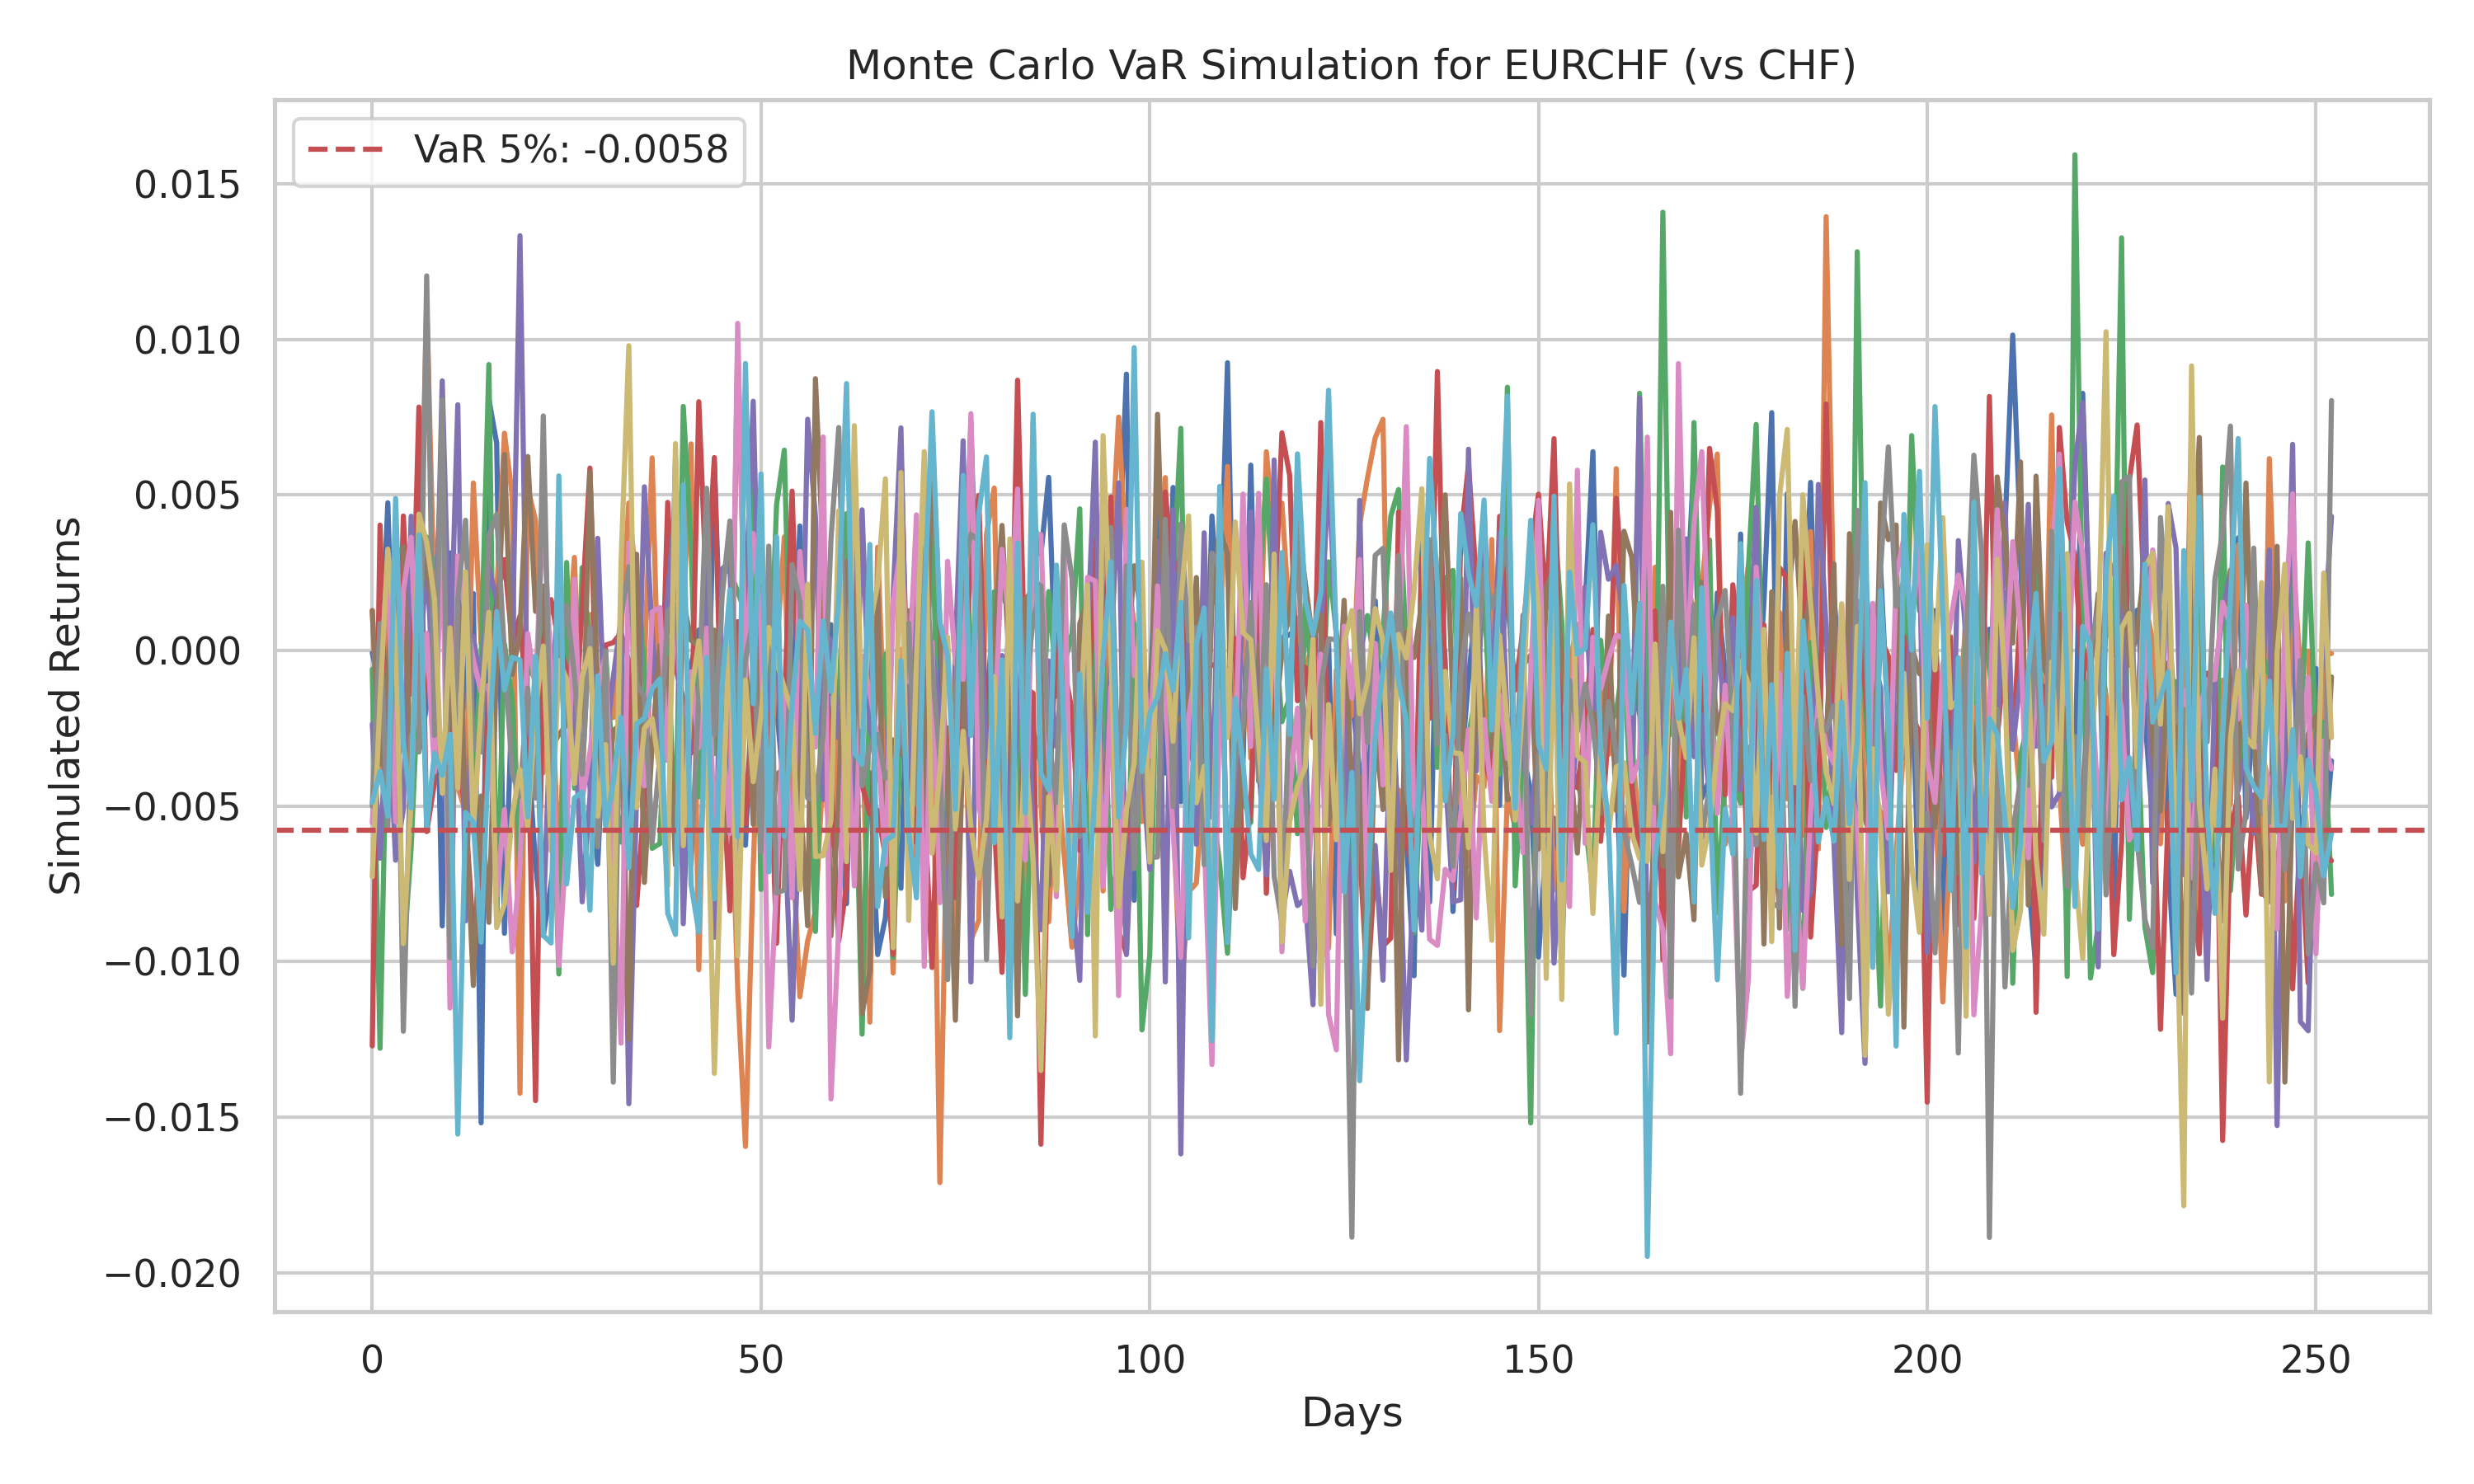 Monte Carlo VaR Simulation for EURCHF (vs CHF)
VaR 5%: -0.0058
0.015
0.010
0.005
0.000
−0.005
−0.010
−0.015
−0.020
Simulated Returns
0 50 100 150 200 250
Days